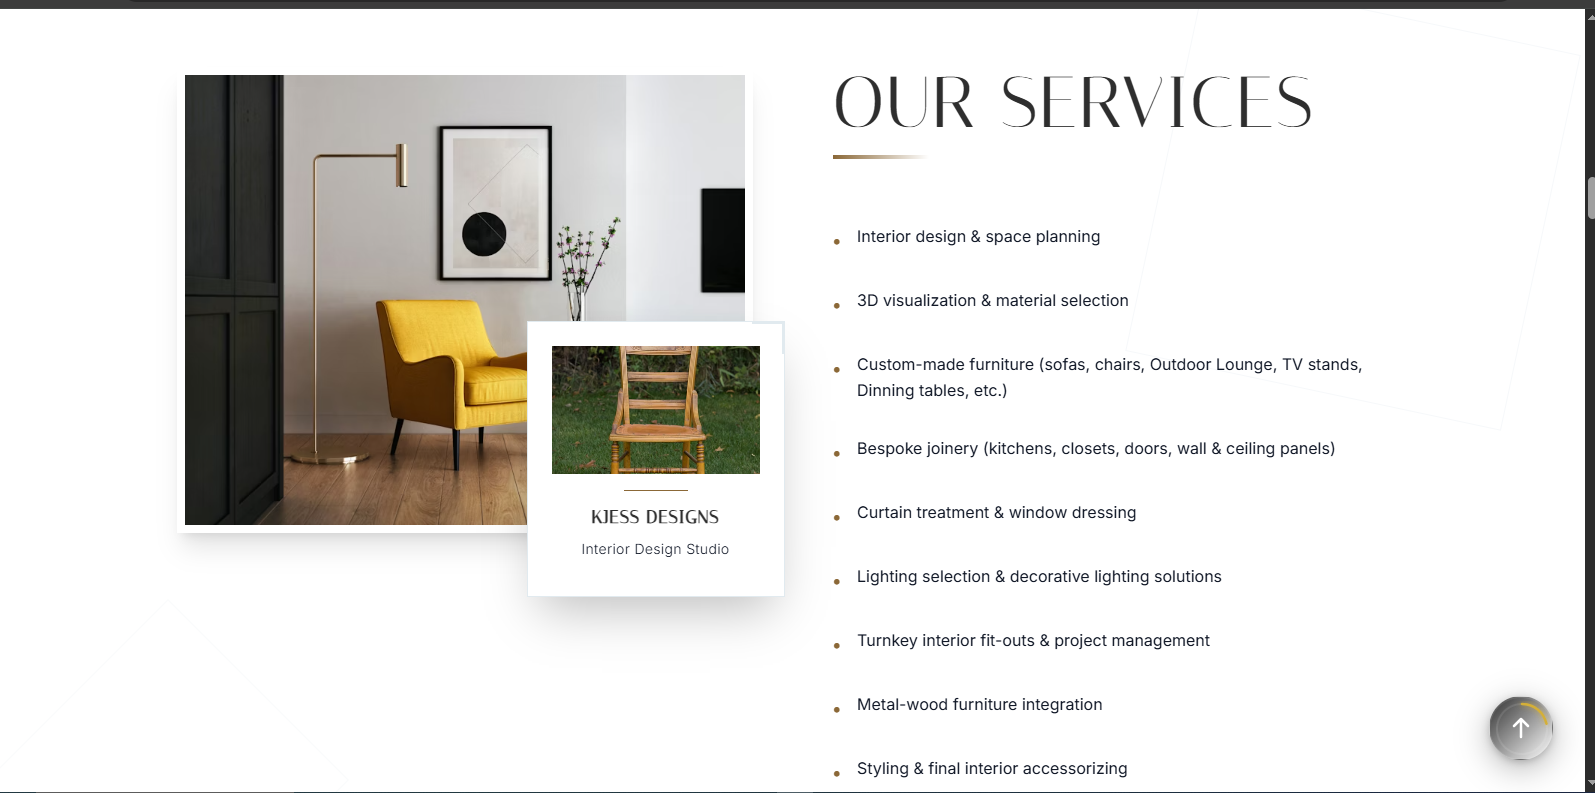 OUR SERVICES
Interior design & space planning
3D visualization & material selection
Custom-made furniture (sofas, chairs, Outdoor Lounge, TV stands,
Dinning tables, etc.)
Bespoke joinery (kitchens, closets, doors, wall & ceiling panels)
Curtain treatment & window dressing
Lighting selection & decorative lighting solutions
Turnkey interior fit-outs & project management
Metal-wood furniture integration
Styling & final interior accessorizing
KJESS DESIGNS
Interior Design Studio